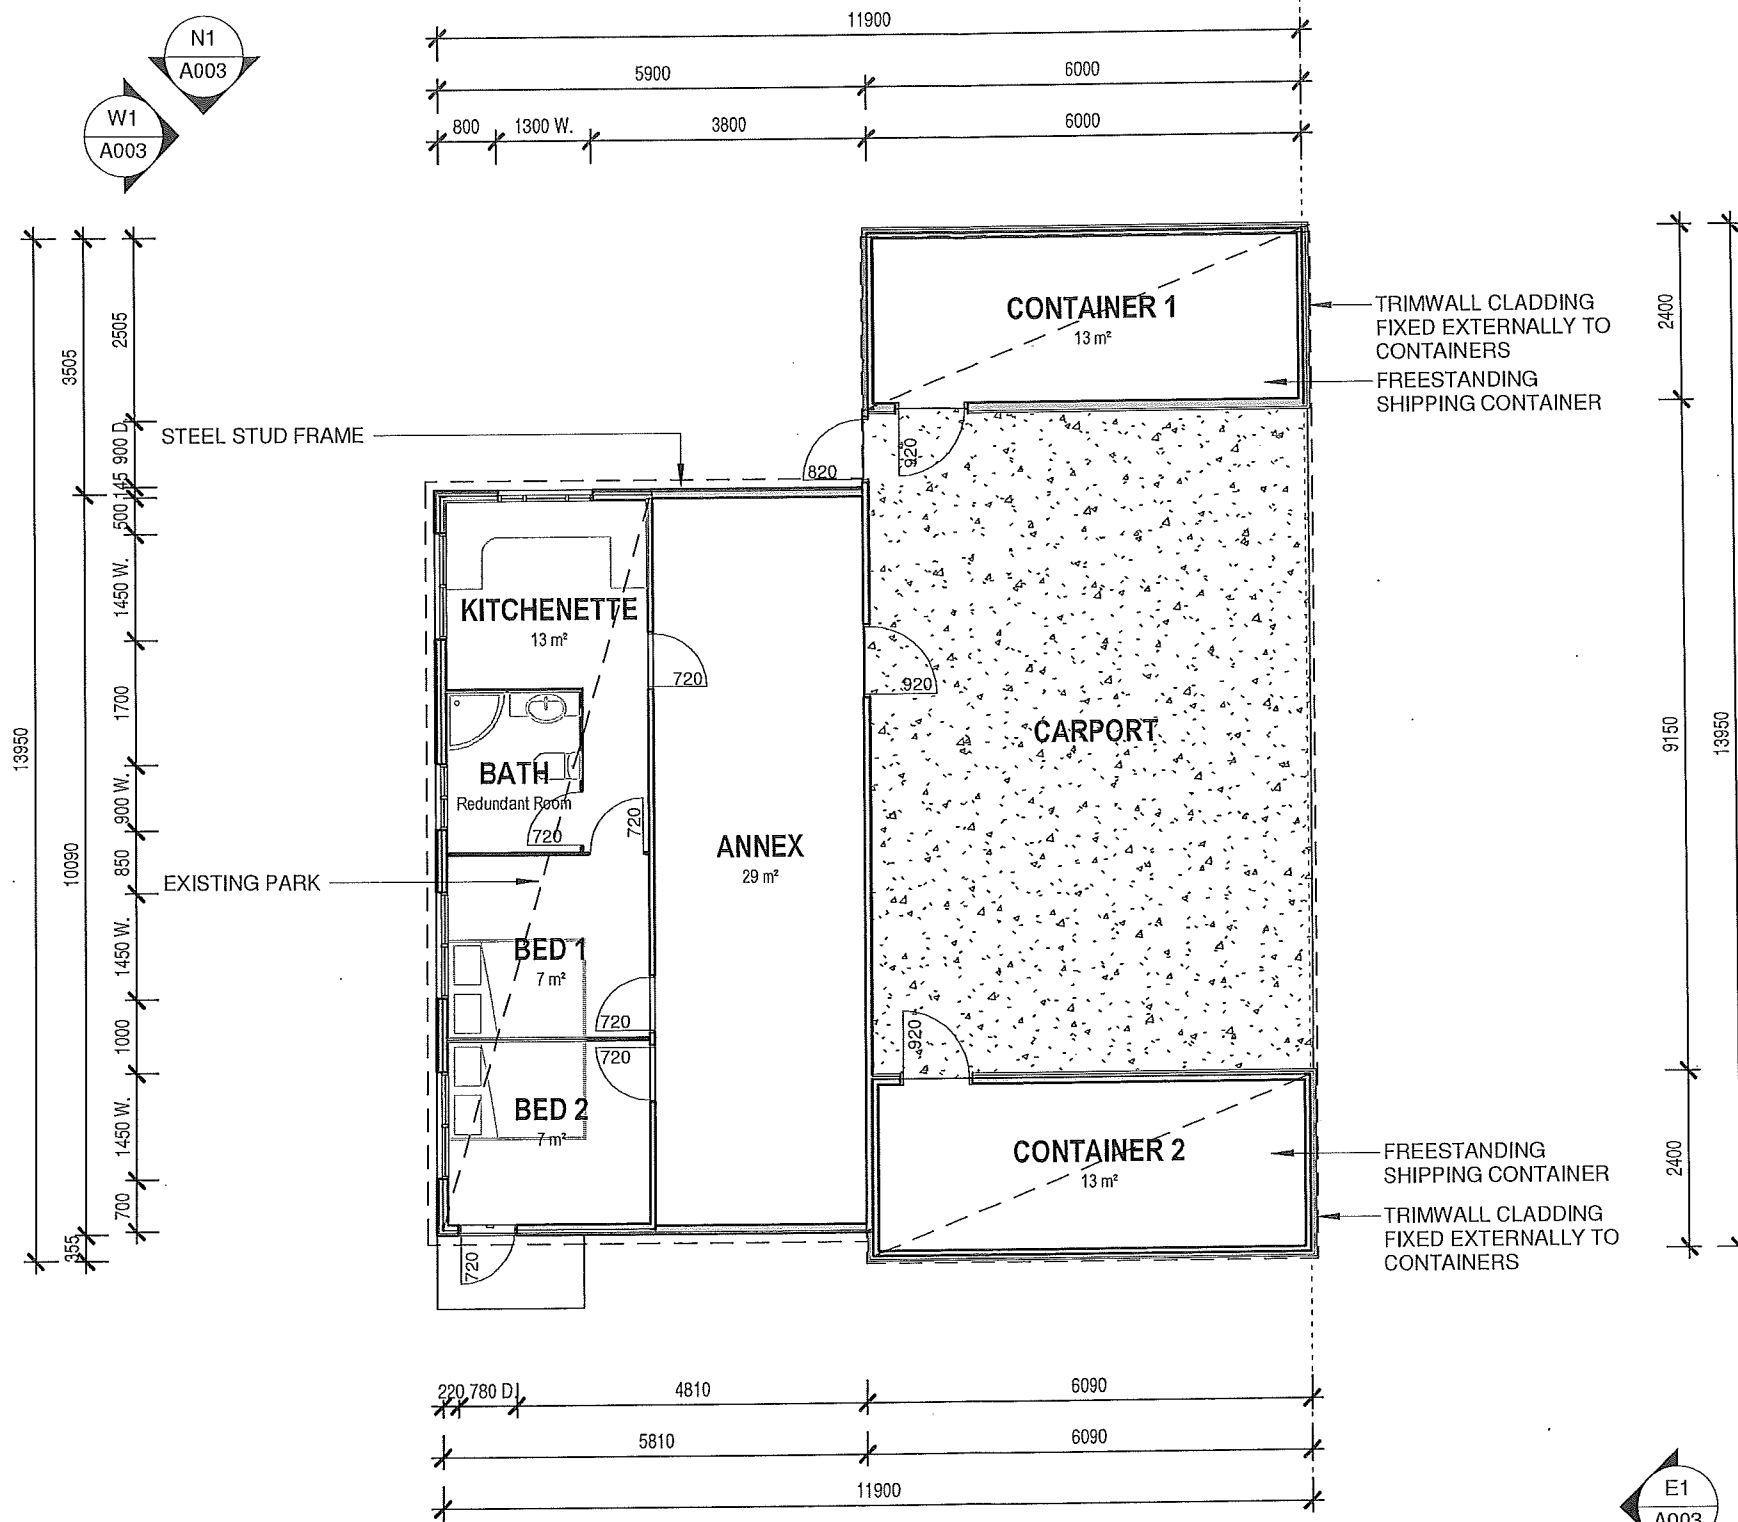 11900
N1
A003
5900
6000
W1
A003
800
1300 W.
3800
6000
CONTAINER 1
13 m²
TRIMWALL CLADDING
FIXED EXTERNALLY TO
CONTAINERS
FREESTANDING
SHIPPING CONTAINER
2400
2505
3505
900 D.
STEEL STUD FRAME
820
920
145
500
1450 W.
KITCHENETTE
13 m²
720
920
1700
13950
CARPORT
9150
13950
BATH
Redundant Room
720
720
900 W.
ANNEX
29 m²
850
10090
EXISTING PARK
1450 W.
BED 1
7 m²
720
1000
720
920
BED 2
7 m²
1450 W.
CONTAINER 2
13 m²
FREESTANDING
SHIPPING CONTAINER
2400
700
TRIMWALL CLADDING
FIXED EXTERNALLY TO
CONTAINERS
355
720
220
780 D.
4810
6090
5810
6090
11900
E1
A003